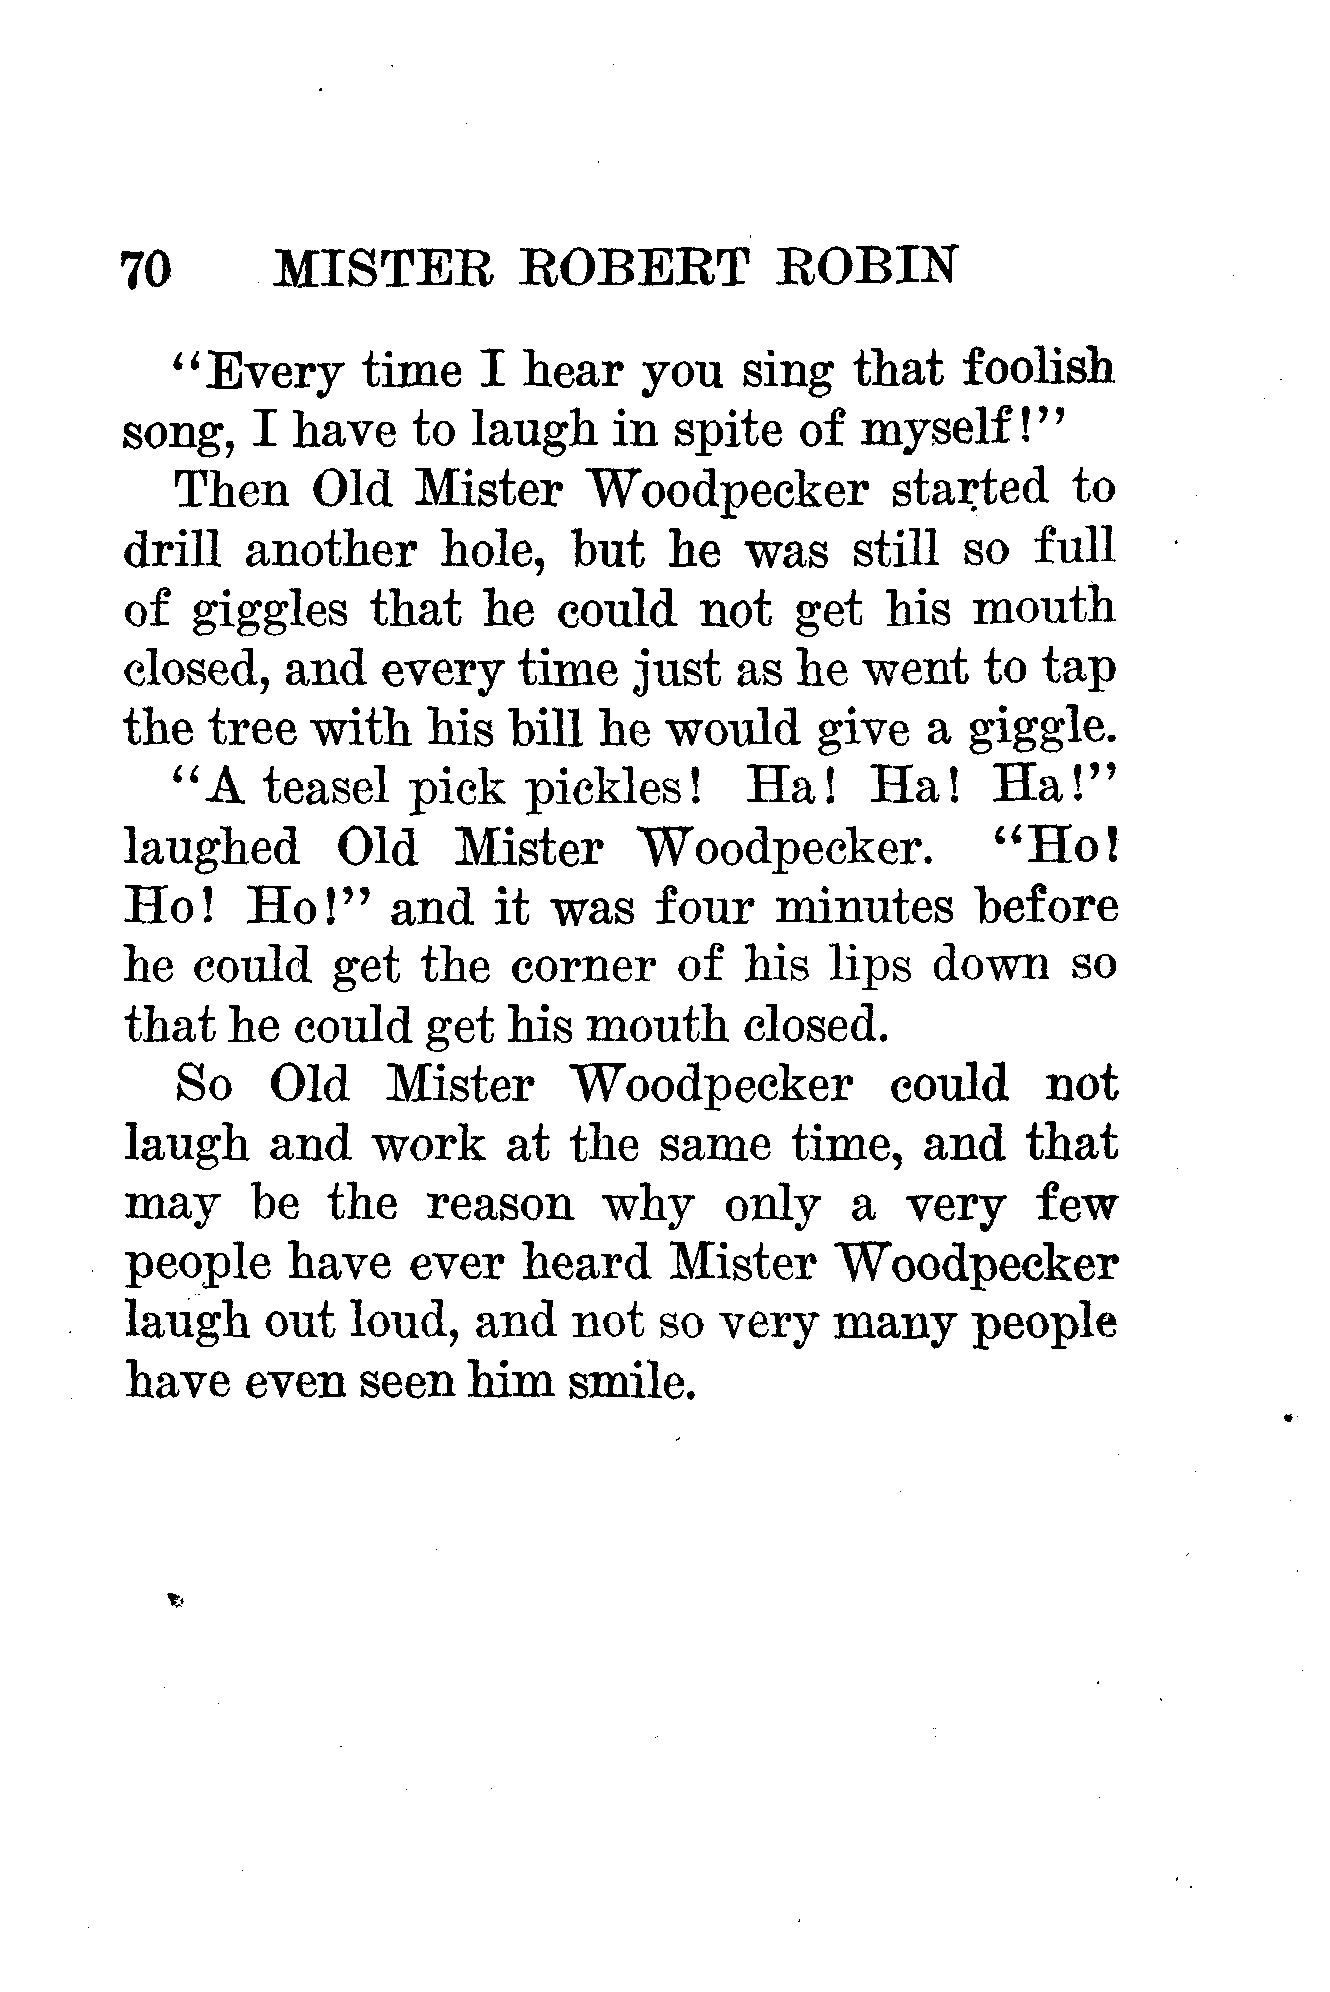 70 MISTER ROBERT ROBIN
"Every time I hear you sing that foolish
song, I have to laugh in spite of myself!"
Then Old Mister Woodpecker started to
drill another hole, but he was still so full
of giggles that he could not get his mouth
closed, and every time just as he went to tap
the tree with his bill he would give a giggle.
"A teasel pick pickles! Ha! Ha! Ha!"
laughed Old Mister Woodpecker. "Ho!
Ho! Ho!" and it was four minutes before
he could get the corner of his lips down so
that he could get his mouth closed.
So Old Mister Woodpecker could not
laugh and work at the same time, and that
may be the reason why only a very few
people have ever heard Mister Woodpecker
laugh out loud, and not so very many people
have even seen him smile.